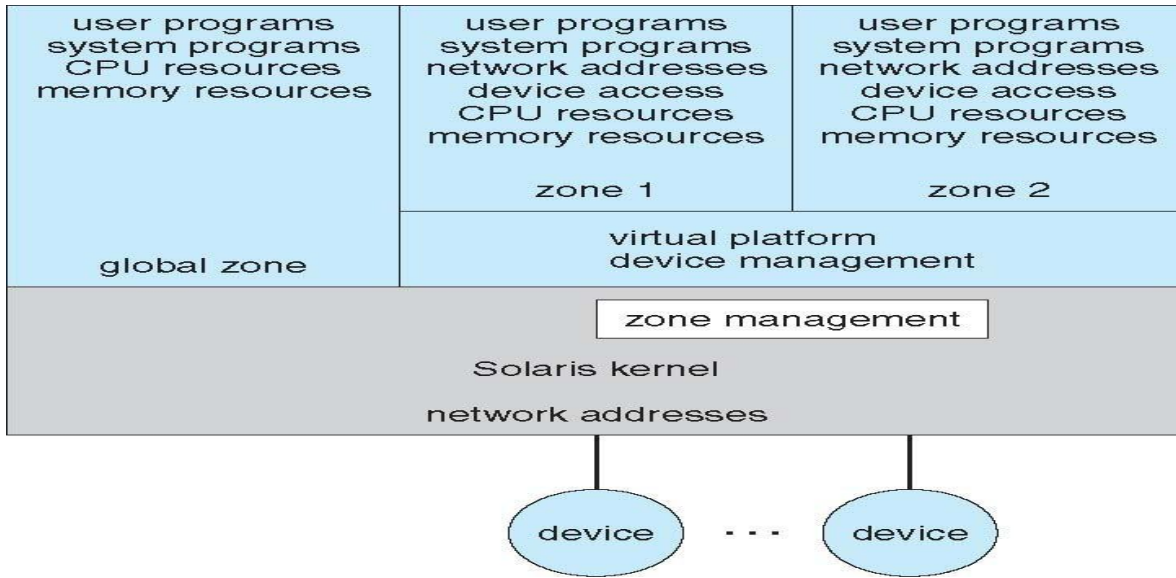 user programs
system programs
CPU resources
memory resources
global zone
user programs
system programs
network addresses
device access
CPU resources
memory resources
zone 1
user programs
system programs
network addresses
device access
CPU resources
memory resources
zone 2
virtual platform
device management
zone management
Solaris kernel
network addresses
device
. . .
device